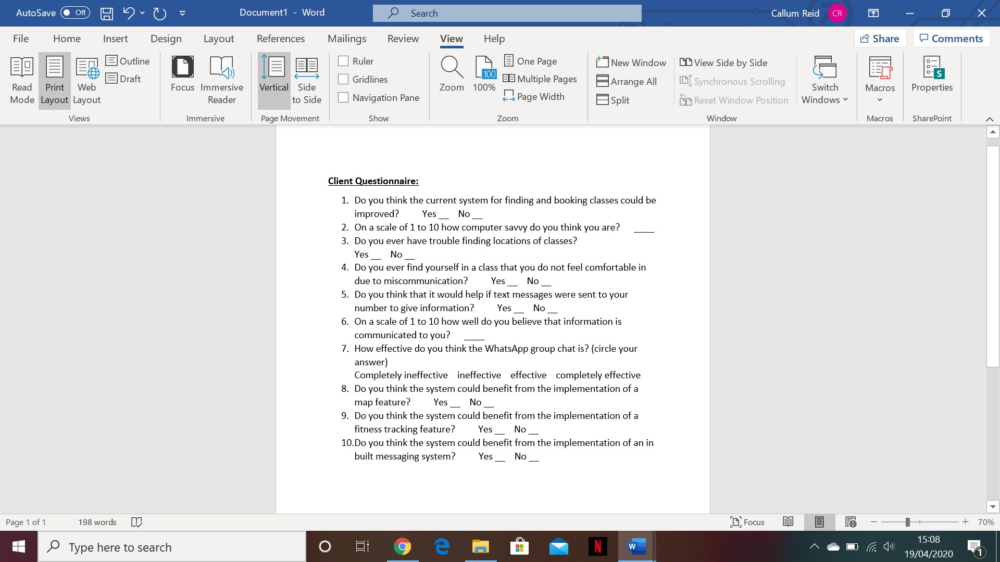 AutoSave Off Document1 - Word Search Callum Reid CR
File Home Insert Design Layout References Mailings Review View Help Share Comments
Read Mode
Print Layout
Web Layout
Outline
Draft
Views
Focus
Immersive Reader
Immersive
Vertical
Side to Side
Page Movement
Ruler
Gridlines
Navigation Pane
Show
Zoom
100
100%
One Page
Multiple Pages
Page Width
Zoom
New Window
Arrange All
Split
View Side by Side
Synchronous Scrolling
Reset Window Position
Switch Windows
Window
Macros
Macros
S
Properties
SharePoint
Client Questionnaire:
1. Do you think the current system for finding and booking classes could be
improved? Yes __ No __
2. On a scale of 1 to 10 how computer savvy do you think you are? ____
3. Do you ever have trouble finding locations of classes?
Yes __ No __
4. Do you ever find yourself in a class that you do not feel comfortable in
due to miscommunication? Yes __ No __
5. Do you think that it would help if text messages were sent to your
number to give information? Yes __ No __
6. On a scale of 1 to 10 how well do you believe that information is
communicated to you? ____
7. How effective do you think the WhatsApp group chat is? (circle your
answer)
Completely ineffective ineffective effective completely effective
8. Do you think the system could benefit from the implementation of a
map feature? Yes __ No __
9. Do you think the system could benefit from the implementation of a
fitness tracking feature? Yes __ No __
10.Do you think the system could benefit from the implementation of an in
built messaging system? Yes __ No __
Page 1 of 1 198 words Focus 70%
Type here to search
N
W
15:08
19/04/2020
1